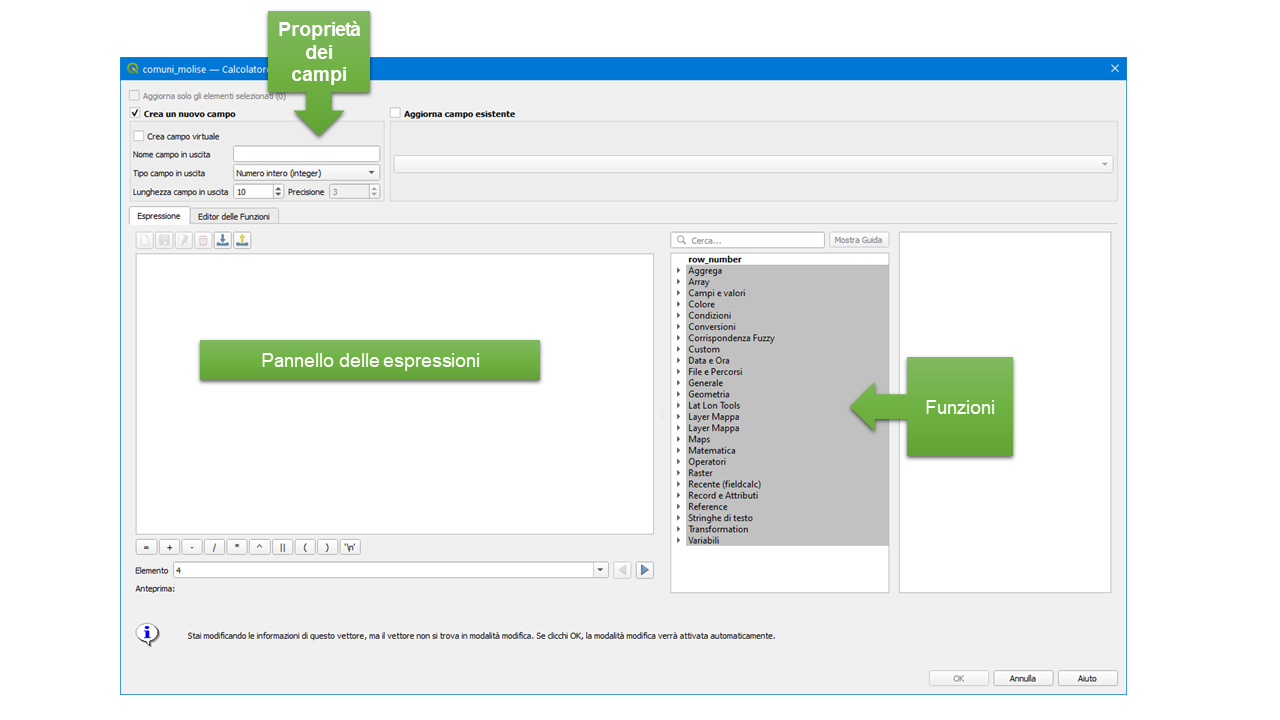 Proprietà
dei
campi
comuni_molise — Calcolatore
Aggiorna solo gli elementi selezionati (0)
Crea un nuovo campo
Aggiorna campo esistente
Crea campo virtuale
Nome campo in uscita
Tipo campo in uscita Numero intero (integer)
Lunghezza campo in uscita 10 Precisione 3
Espressione Editor delle Funzioni
Cerca... Mostra Guida
row_number
Aggrega
Array
Campi e valori
Colore
Condizioni
Conversioni
Corrispondenza Fuzzy
Custom
Data e Ora
File e Percorsi
Generale
Geometria
Lat Lon Tools
Layer Mappa
Layer Mappa
Maps
Matematica
Operatori
Raster
Recente (fieldcalc)
Record e Attributi
Reference
Stringhe di testo
Transformation
Variabili
Pannello delle espressioni
Funzioni
= + - / * ^ || ( ) '\n'
Elemento 4
Anteprima:
Stai modificando le informazioni di questo vettore, ma il vettore non si trova in modalità modifica. Se clicchi OK, la modalità modifica verrà attivata automaticamente.
OK Annulla Aiuto